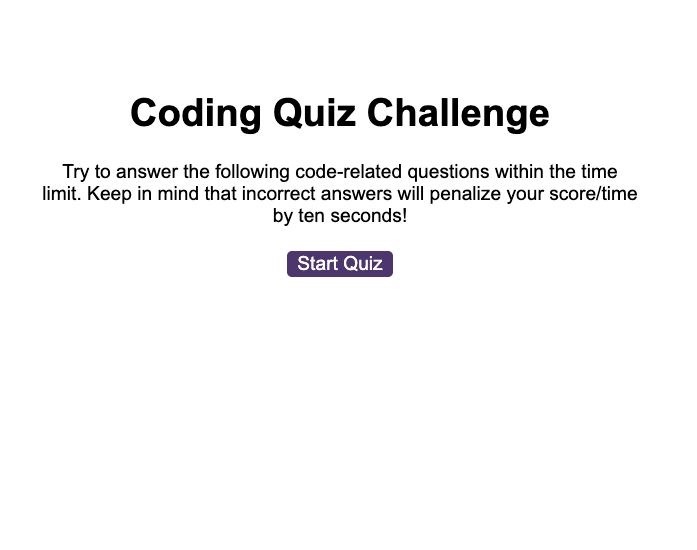 Coding Quiz Challenge
Try to answer the following code-related questions within the time
limit. Keep in mind that incorrect answers will penalize your score/time
by ten seconds!
Start Quiz